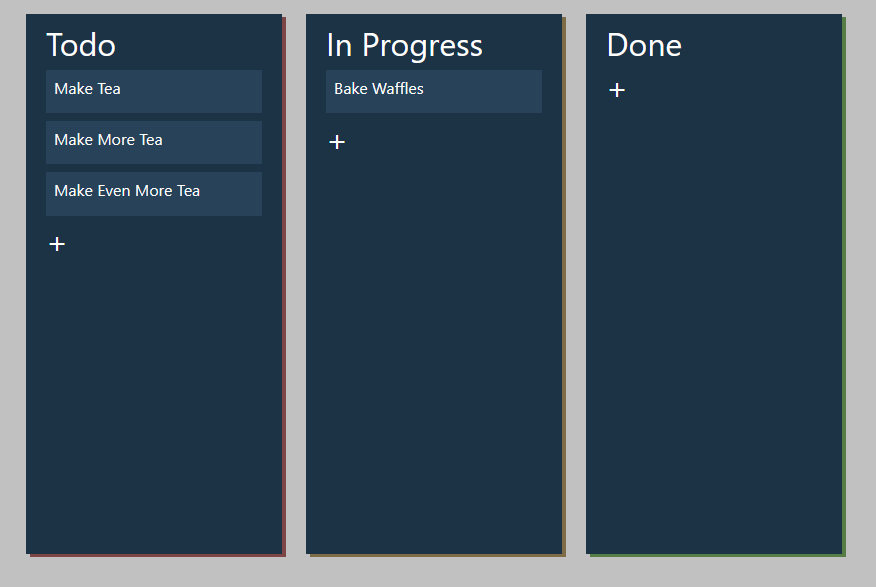 Todo
Make Tea
Make More Tea
Make Even More Tea
+
In Progress
Bake Waffles
+
Done
+